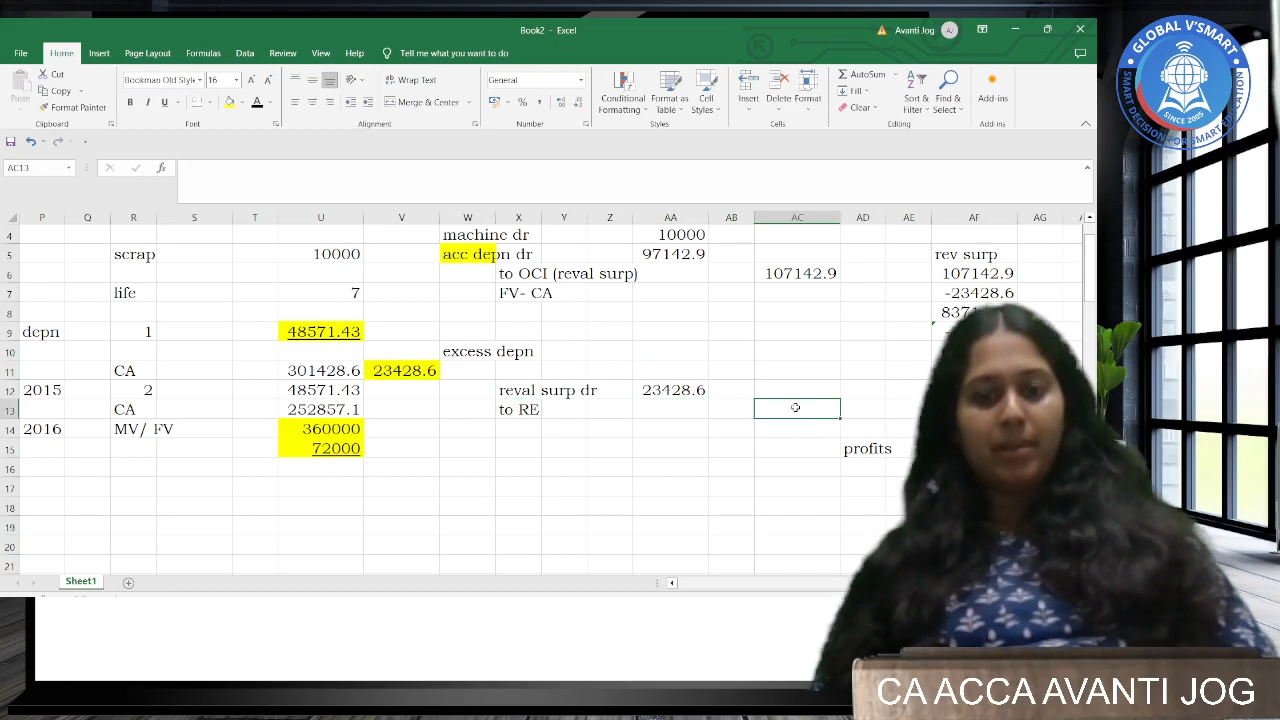 Book2 - Excel
Avanti Jog AJ
File Home Insert Page Layout Formulas Data Review View Help Tell me what you want to do
Cut
Copy
Format Painter
Paste
Clipboard
Bookman Old Style 16
B I U
Font
Wrap Text
Merge & Center
Alignment
General
Number
Conditional Formatting
Format as Table
Cell Styles
Styles
Insert Delete Format
Cells
AutoSum
Fill
Clear
Sort & Filter
Find & Select
Editing
Add-ins
Add-ins
AC13 fx
P Q R S T U V W X Y Z AA AB AC AD AE AF AG
4 machine dr 10000
5 scrap 10000 acc depn dr 97142.9 rev surp
6 to OCI (reval surp) 107142.9 107142.9
7 life 7 FV- CA -23428.6
8
9 depn 1 48571.43
10 excess depn
11 CA 301428.6 23428.6
12 2015 2 48571.43 reval surp dr 23428.6
13 CA 252857.1 to RE
14 2016 MV/ FV 360000
15 72000 profits
16
17
18
19
20
21
Sheet1
GLOBAL V'SMART
SMART DECISION FOR SMART EDUCATION
SINCE 2005
CA ACCA AVANTI JOG